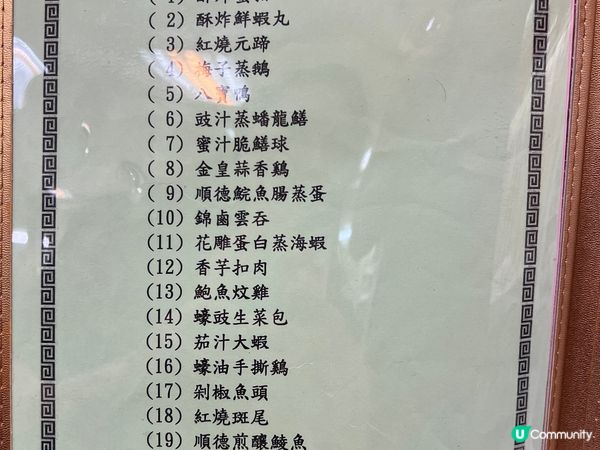 ( 2) 酥炸鮮蝦丸
( 3) 紅燒元蹄
( 4) 梅子蒸鵝
( 5) 八寶鴨
( 6) 豉汁蒸蟠龍鱔
( 7) 蜜汁脆鱔球
( 8) 金皇蒜香鷄
( 9) 順德鯇魚腸蒸蛋
(10) 錦鹵雲吞
(11) 花雕蛋白蒸海蝦
(12) 香芋扣肉
(13) 鮑魚炆雞
(14) 蠔豉生菜包
(15) 茄汁大蝦
(16) 蠔油手撕鷄
(17) 剁椒魚頭
(18) 紅燒斑尾
(19) 順德煎釀鯪魚
U Community.